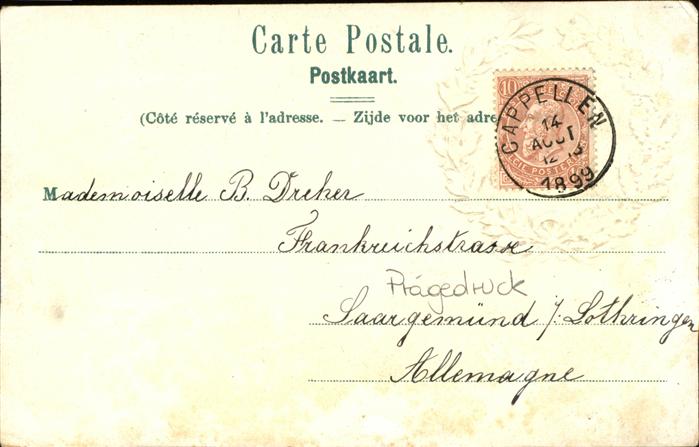 Carte Postale.
Postkaart.
(Côté réservé à l'adresse. — Zijde voor het adre
10
CAPPELLEN
14
AOUT
1899
Mademoiselle B. Dreher
Frankreichstrasse
Prägedruck
Saargemünd i/. Lothringen
Allemagne